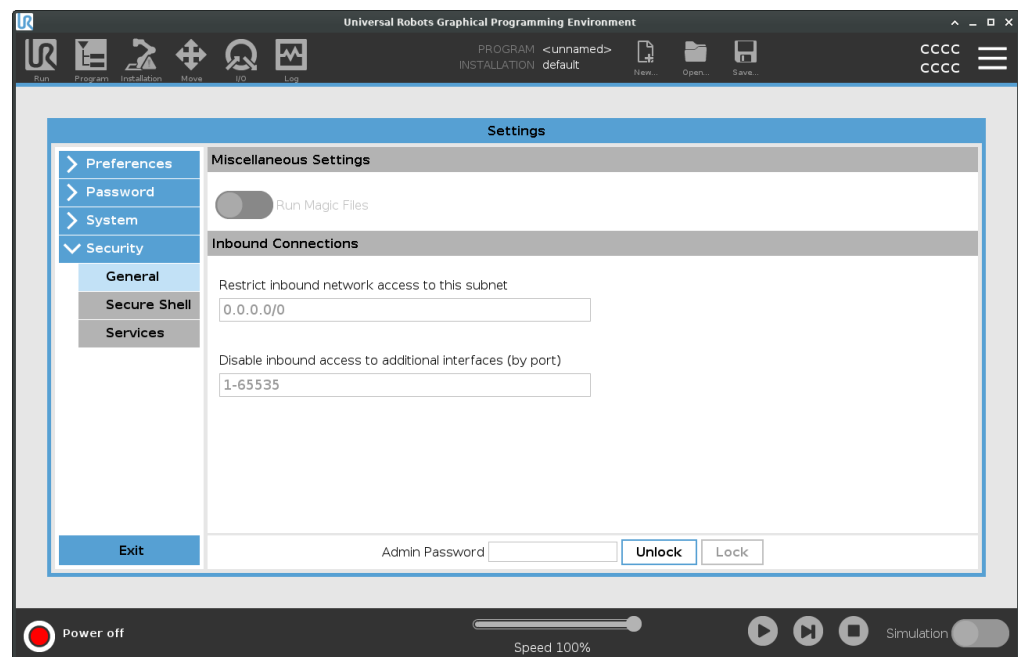 UR
Universal Robots Graphical Programming Environment
UR
Run
Program
Installation
Move
I/O
Log
PROGRAM <unnamed>
INSTALLATION default
New...
Open...
Save...
CCCC
CCCC
Settings
Preferences
Password
System
Security
General
Secure Shell
Services
Exit
Miscellaneous Settings
Run Magic Files
Inbound Connections
Restrict inbound network access to this subnet
0.0.0.0/0
Disable inbound access to additional interfaces (by port)
1-65535
Admin Password
Unlock
Lock
Power off
Speed 100%
Simulation